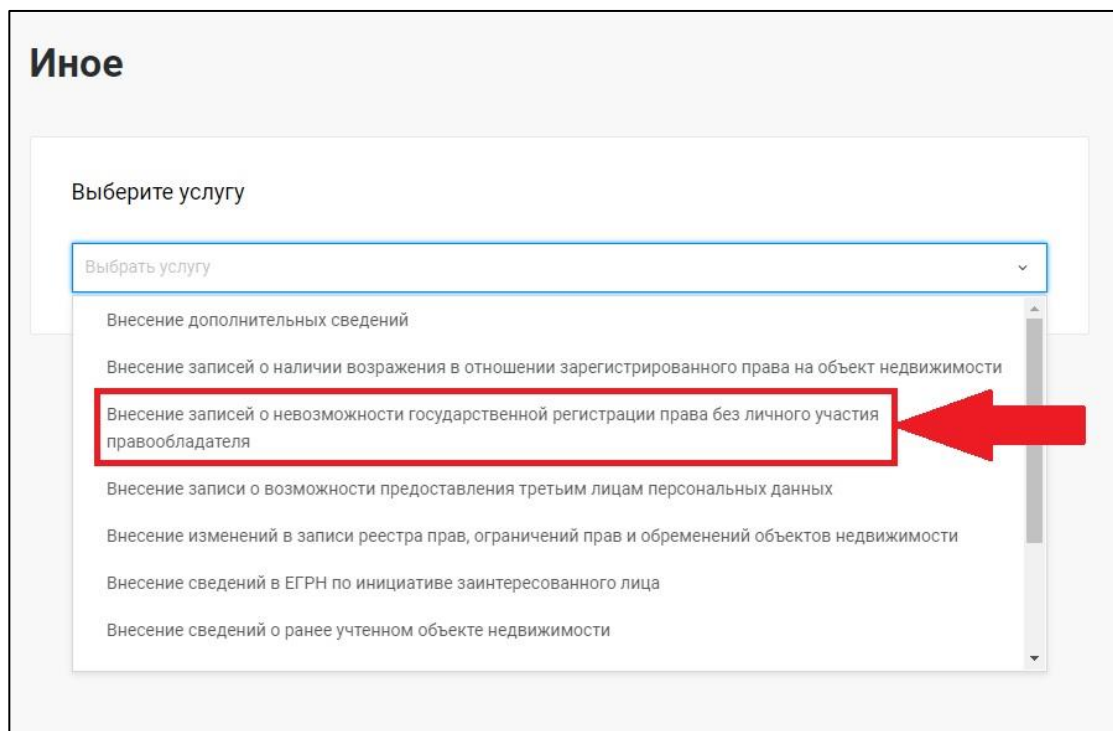 Иное
Выберите услугу
Выбрать услугу
Внесение дополнительных сведений
Внесение записей о наличии возражения в отношении зарегистрированного права на объект недвижимости
Внесение записей о невозможности государственной регистрации права без личного участия
правообладателя
Внесение записи о возможности предоставления третьим лицам персональных данных
Внесение изменений в записи реестра прав, ограничений прав и обременений объектов недвижимости
Внесение сведений в ЕГРН по инициативе заинтересованного лица
Внесение сведений о ранее учтенном объекте недвижимости